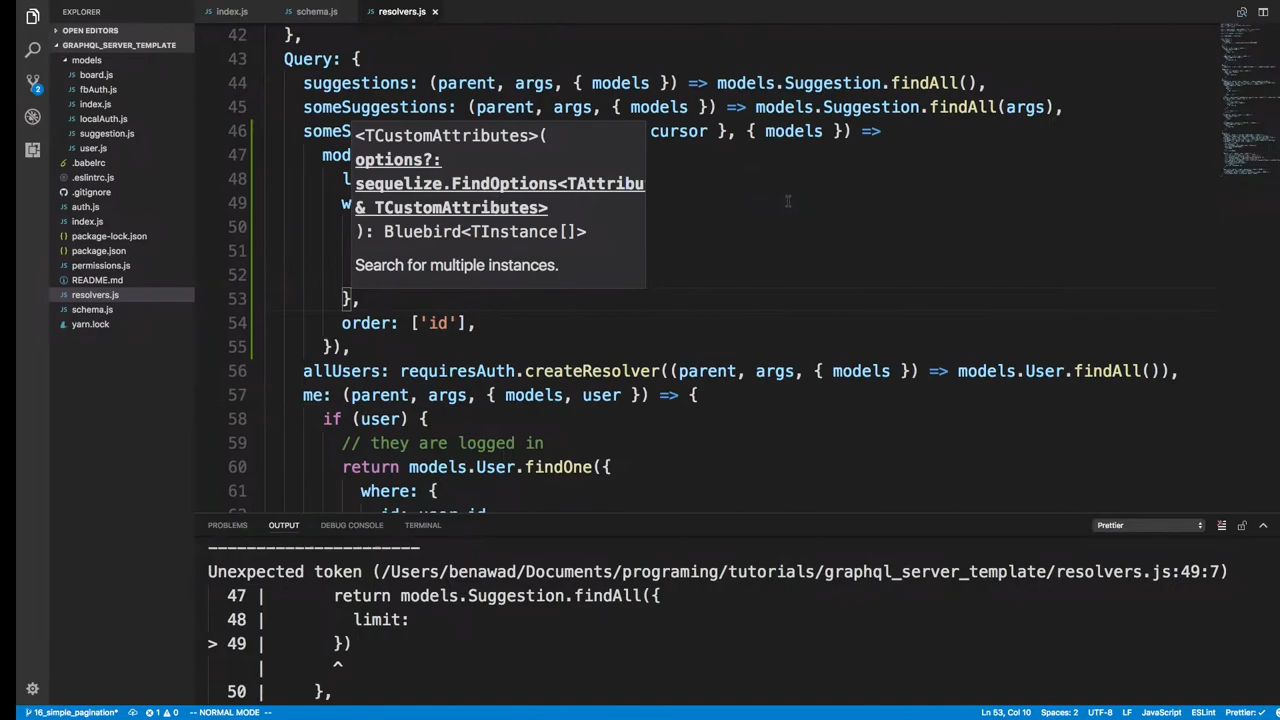 EXPLORER
index.js
schema.js
resolvers.js
OPEN EDITORS
GRAPHQL_SERVER_TEMPLATE
models
board.js
fbAuth.js
index.js
localAuth.js
suggestion.js
user.js
.babelrc
.eslintrc.js
.gitignore
auth.js
index.js
package-lock.json
package.json
permissions.js
README.md
resolvers.js
schema.js
yarn.lock
2
42 },
43 Query: {
44 suggestions: (parent, args, { models }) => models.Suggestion.findAll(),
45 someSuggestions: (parent, args, { models }) => models.Suggestion.findAll(args),
46 someS cursor }, { models }) =>
47 mod
48 l
49 w
50
51
52
53 },
54 order: ['id'],
55 }),
56 allUsers: requiresAuth.createResolver((parent, args, { models }) => models.User.findAll()),
57 me: (parent, args, { models, user }) => {
58 if (user) {
59 // they are logged in
60 return models.User.findOne({
61 where: {
<TCustomAttributes>(
options?:
sequelize.FindOptions<TAttribu
& TCustomAttributes>
): Bluebird<TInstance[]>
Search for multiple instances.
PROBLEMS OUTPUT DEBUG CONSOLE TERMINAL Prettier
----------------------
Unexpected token (/Users/benawad/Documents/programing/tutorials/graphql_server_template/resolvers.js:49:7)
47 | return models.Suggestion.findAll({
48 | limit:
> 49 | })
| ^
50 | },
16_simple_pagination* 1 0 -- NORMAL MODE -- Ln 53, Col 10 Spaces: 2 UTF-8 LF JavaScript ESLint Prettier: ✓